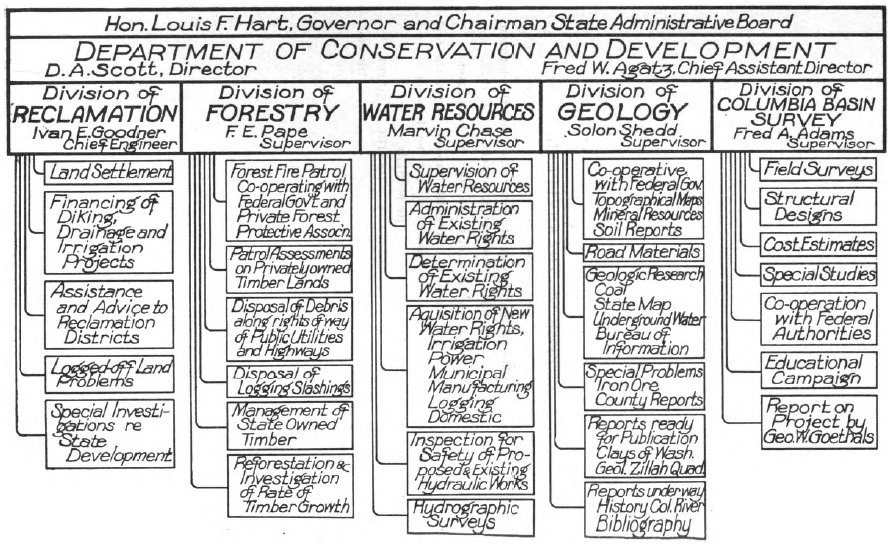 Hon. Louis F. Hart, Governor and Chairman State Administrative Board
DEPARTMENT OF CONSERVATION AND DEVELOPMENT
D. A. Scott, Director
Fred W. Agatz, Chief Assistant Director
Division of
RECLAMATION
Ivan E. Goodner
Chief Engineer
Land Settlement
Financing of
Diking,
Drainage and
Irrigation
Projects
Assistance
and Advice to
Reclamation
Districts
Logged-off Land
Problems
Special Investi-
gations re
State
Development
Division of
FORESTRY
F. E. Pape
Supervisor
Forest Fire Patrol
Co-operating with
Federal Gov't. and
Private Forest
Protective Assocn.
Patrol Assessments
on Privately owned
Timber Lands
Disposal of Debris
along rights of way
of Public Utilities
and Highways
Disposal of
Logging Slashings
Management of
State Owned
Timber
Reforestation &
Investigation
of Rate of
Timber Growth
Division of
WATER RESOURCES
Marvin Chase
Supervisor
Supervision of
Water Resources
Administration
of Existing
Water Rights
Determination
of Existing
Water Rights
Aquisition of New
Water Rights,
Irrigation
Power
Municipal
Manufacturing
Logging
Domestic
Inspection for
Safety of Pro-
posed & Existing
Hydraulic Works
Hydrographic
Surveys
Division of
GEOLOGY
Solon Shedd
Supervisor
Co-operative
with Federal Gov.
Topographical Maps
Mineral Resources
Soil Reports
Road Materials
Geologic Research
Coal
State Map
Underground Water
Bureau of
Information
Special Problems
Iron Ore
County Reports
Reports ready
for Publication
Clays of Wash.
Geol. Zillah Quad.
Reports underway
History Col. River
Bibliography
Division of
COLUMBIA BASIN
SURVEY
Fred A. Adams
Supervisor
Field Surveys
Structural
Designs
Cost Estimates
Special Studies
Co-operation
with Federal
Authorities
Educational
Campaign
Report on
Project by
Geo. W. Goethals